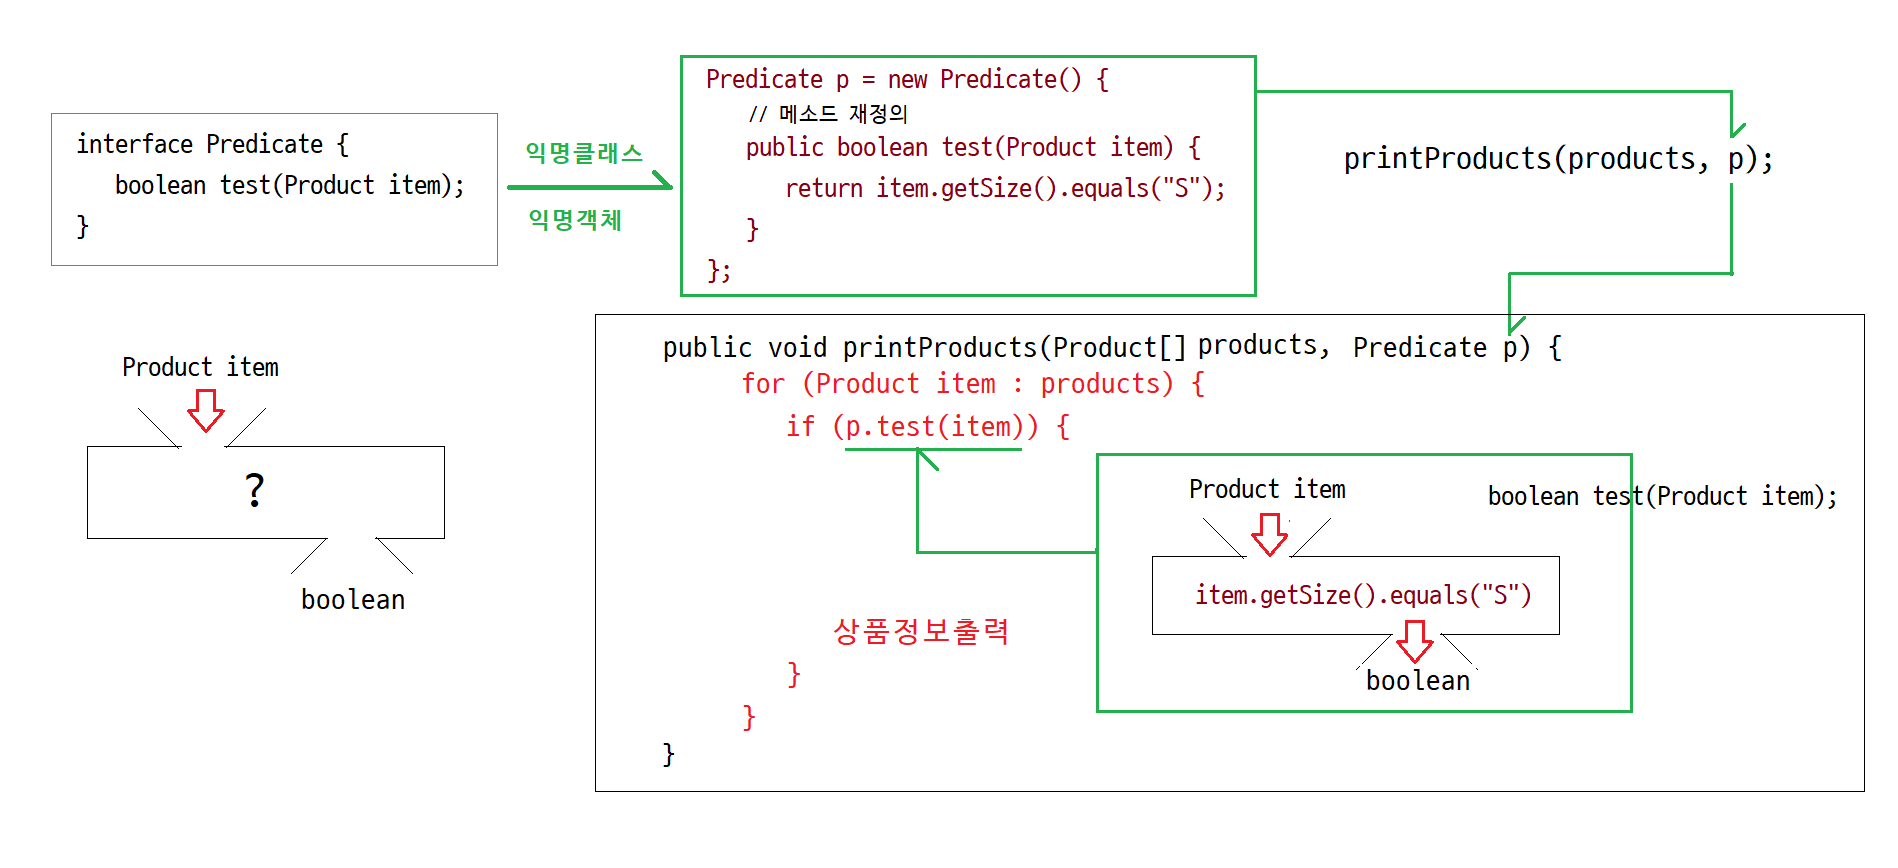 interface Predicate {
boolean test(Product item);
}
익명클래스
익명객체
Predicate p = new Predicate() {
// 메소드 재정의
public boolean test(Product item) {
return item.getSize().equals("S");
}
};
printProducts(products, p);
Product item
?
boolean
public void printProducts(Product[] products, Predicate p) {
for (Product item : products) {
if (p.test(item)) {
Product item
boolean test(Product item);
item.getSize().equals("S")
boolean
상품정보출력
}
}
}